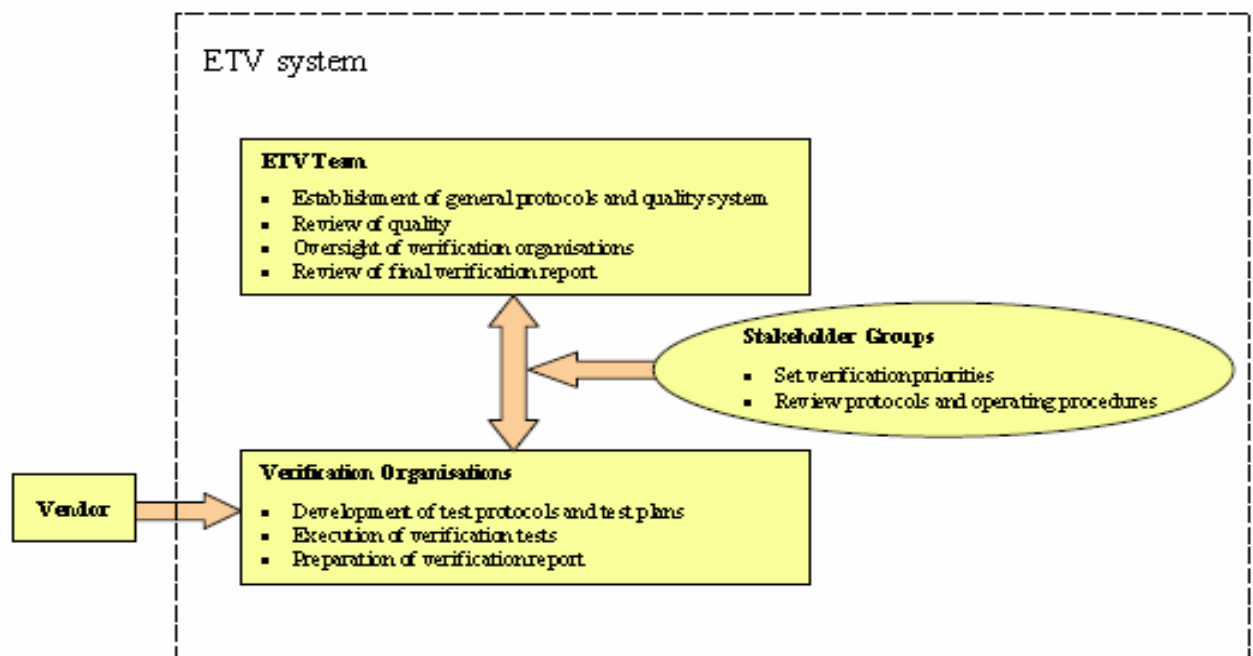 ETV system
ETV Team
▪ Establishment of general protocols and quality system
▪ Review of quality
▪ Oversight of verification organisations
▪ Review of final verification report
Stakeholder Groups
▪ Set verification priorities
▪ Review protocols and operating procedures
Vendor
Verification Organisations
▪ Development of test protocols and test plans
▪ Execution of verification tests
▪ Preparation of verification report